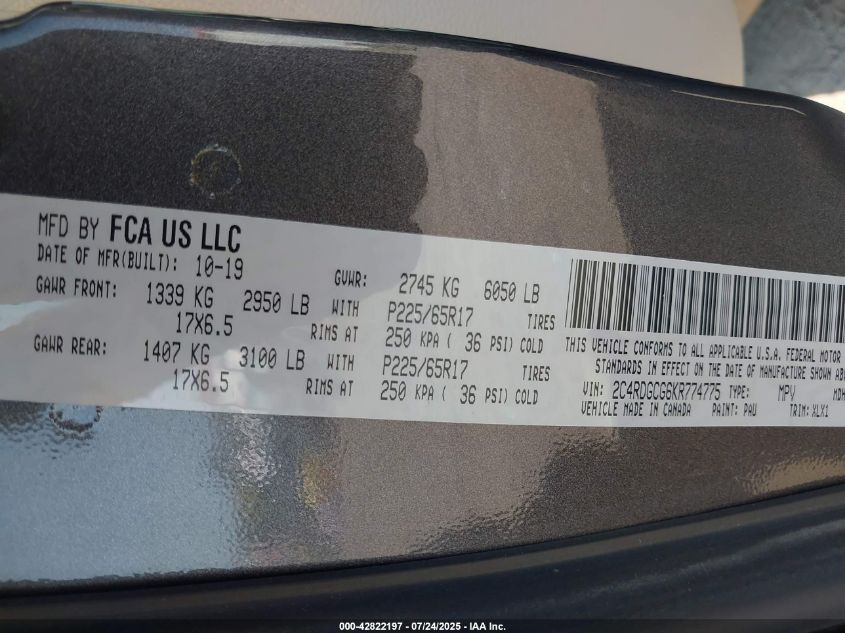 MFD BY FCA US LLC
DATE OF MFR(BUILT): 10-19 GVWR: 2745 KG 6050 LB
GAWR FRONT: 1339 KG 2950 LB WITH P225/65R17 TIRES
17X6.5 RIMS AT 250 KPA ( 36 PSI) COLD
GAWR REAR: 1407 KG 3100 LB WITH P225/65R17 TIRES
17X6.5 RIMS AT 250 KPA ( 36 PSI) COLD
THIS VEHICLE CONFORMS TO ALL APPLICABLE U.S.A. FEDERAL MOTOR
STANDARDS IN EFFECT ON THE DATE OF MANUFACTURE SHOWN
VIN: 2C4RDGCG6KR774775 TYPE: MPV
VEHICLE MADE IN CANADA PAINT: PAU TRIM: XLX1
000-42822197 - 07/24/2025 - IAA Inc.